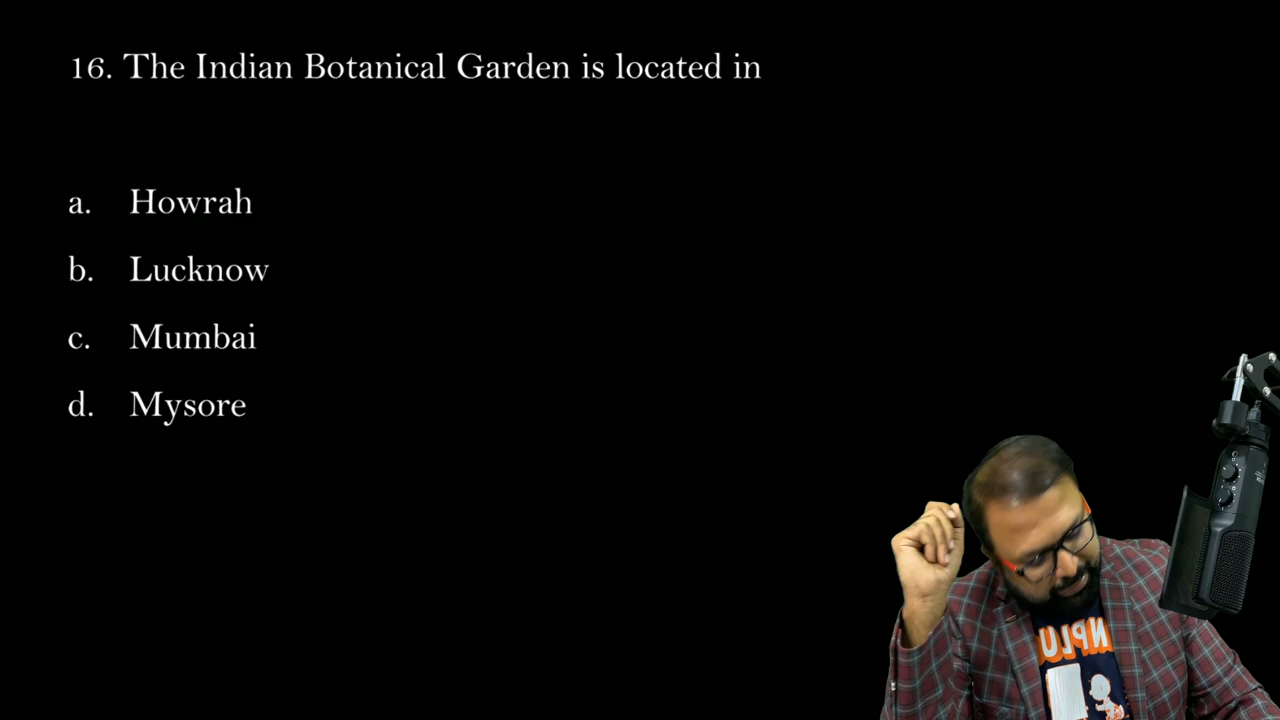 16. The Indian Botanical Garden is located in
a. Howrah
b. Lucknow
c. Mumbai
d. Mysore